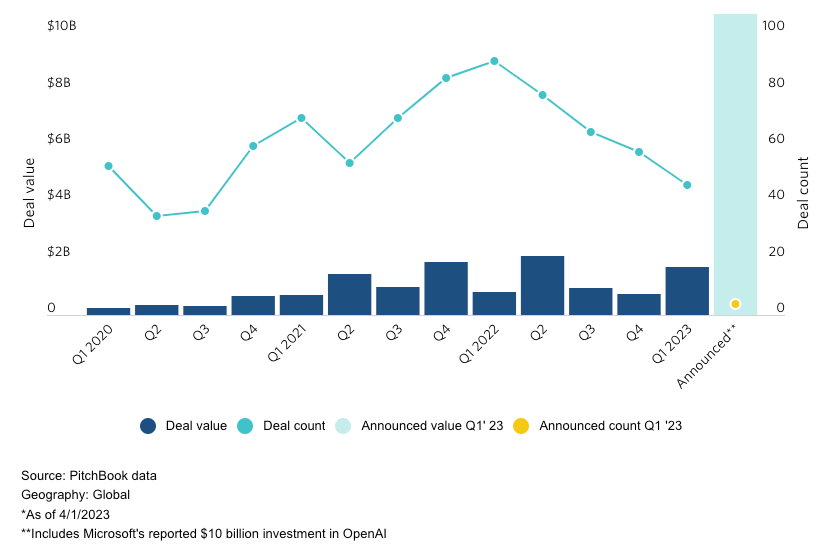 $10B
$8B
$6B
$4B
$2B
0
Deal value
100
80
60
40
20
0
Deal count
Q1 2020
Q2
Q3
Q4
Q1 2021
Q2
Q3
Q4
Q1 2022
Q2
Q3
Q4
Q1 2023
Announced**
Deal value Deal count Announced value Q1' 23 Announced count Q1 '23
Source: PitchBook data
Geography: Global
*As of 4/1/2023
**Includes Microsoft's reported $10 billion investment in OpenAI